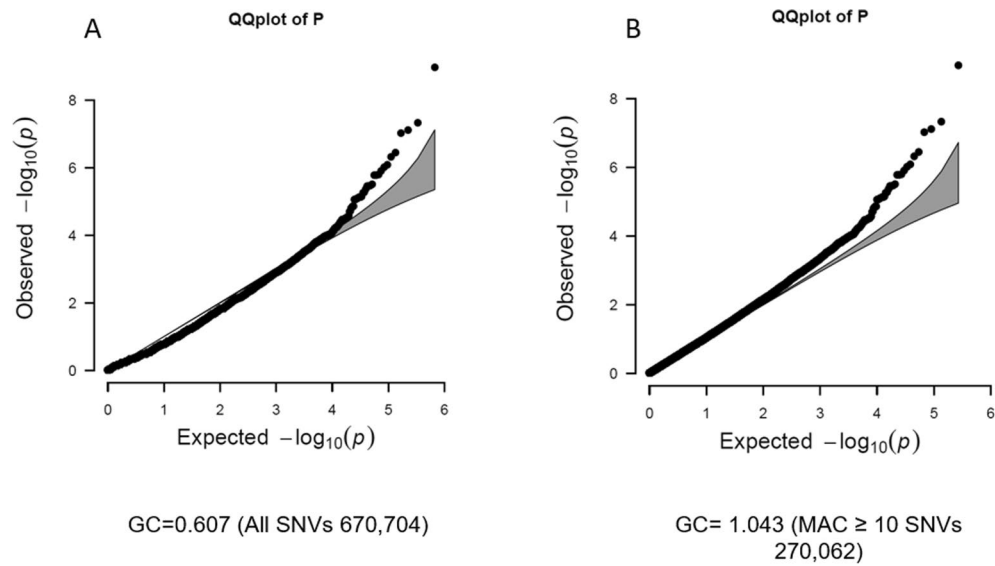 A
QQplot of P
Observed −log10(p)
8
6
4
2
0
0 1 2 3 4 5 6
Expected −log10(p)
GC=0.607 (All SNVs 670,704)
B
QQplot of P
Observed −log10(p)
8
6
4
2
0
0 1 2 3 4 5 6
Expected −log10(p)
GC= 1.043 (MAC ≥ 10 SNVs
270,062)